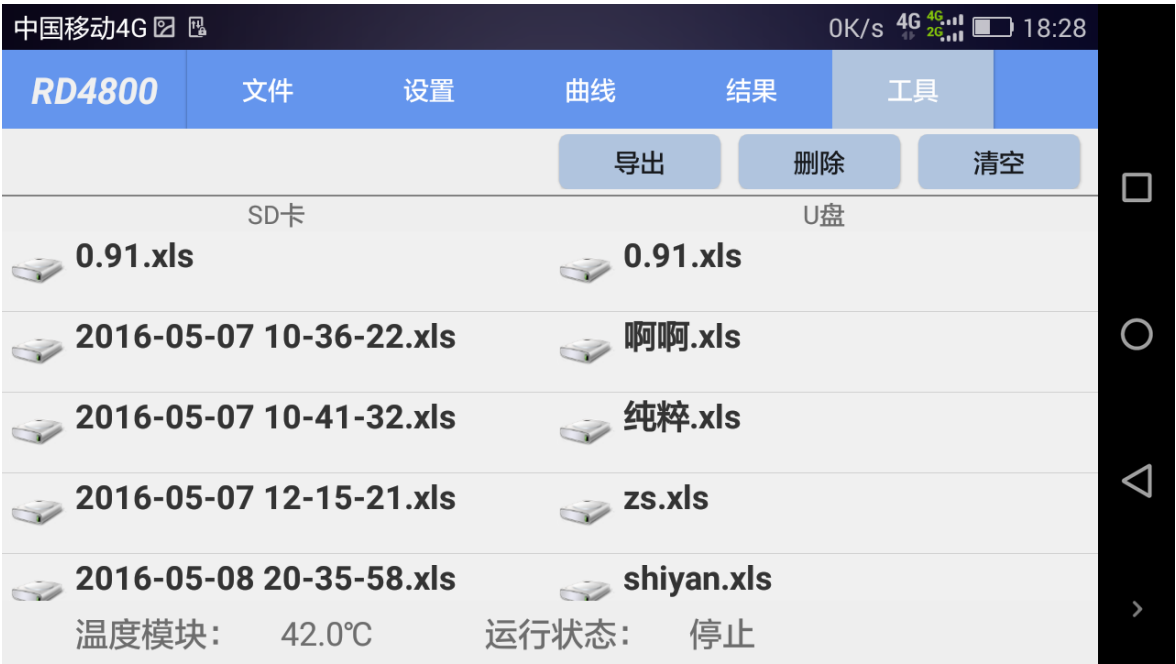 中国移动4G 0K/s 4G 4G 2G 18:28
RD4800 文件 设置 曲线 结果 工具
导出 删除 清空
SD卡 U盘
0.91.xls 0.91.xls
2016-05-07 10-36-22.xls 啊啊.xls
2016-05-07 10-41-32.xls 纯粹.xls
2016-05-07 12-15-21.xls zs.xls
2016-05-08 20-35-58.xls shiyan.xls
温度模块： 42.0℃ 运行状态： 停止